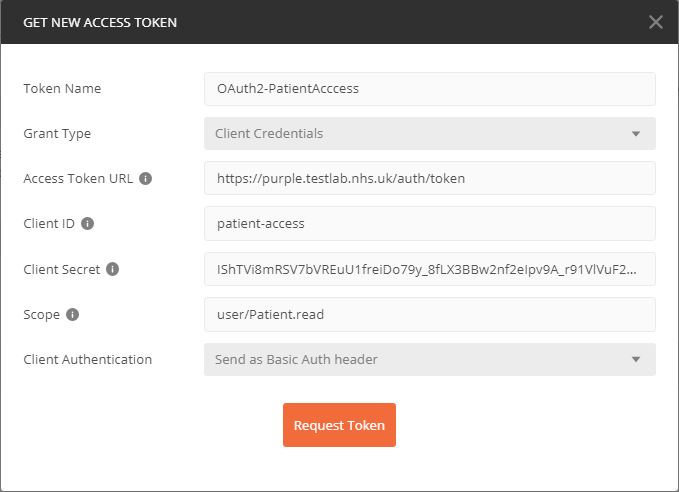 GET NEW ACCESS TOKEN
Token Name OAuth2-PatientAcccess
Grant Type Client Credentials
Access Token URL https://purple.testlab.nhs.uk/auth/token
Client ID patient-access
Client Secret IShTVi8mRSV7bVREuU1freiDo79y_8fLX3BBw2nf2eIpv9A_r91VlVuF2...
Scope user/Patient.read
Client Authentication Send as Basic Auth header
Request Token